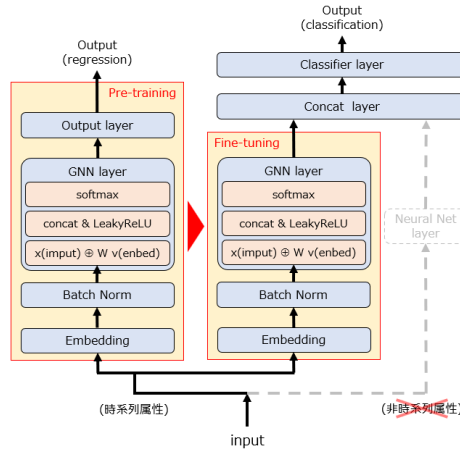 Output
(regression)
Pre-training
Output layer
GNN layer
softmax
concat & LeakyReLU
x(imput) ⊕ W v(enbed)
Batch Norm
Embedding
Output
(classification)
Classifier layer
Concat layer
Fine-tuning
GNN layer
softmax
concat & LeakyReLU
x(imput) ⊕ W v(enbed)
Batch Norm
Embedding
Neural Net
layer
(時系列属性)
(非時系列属性)
input